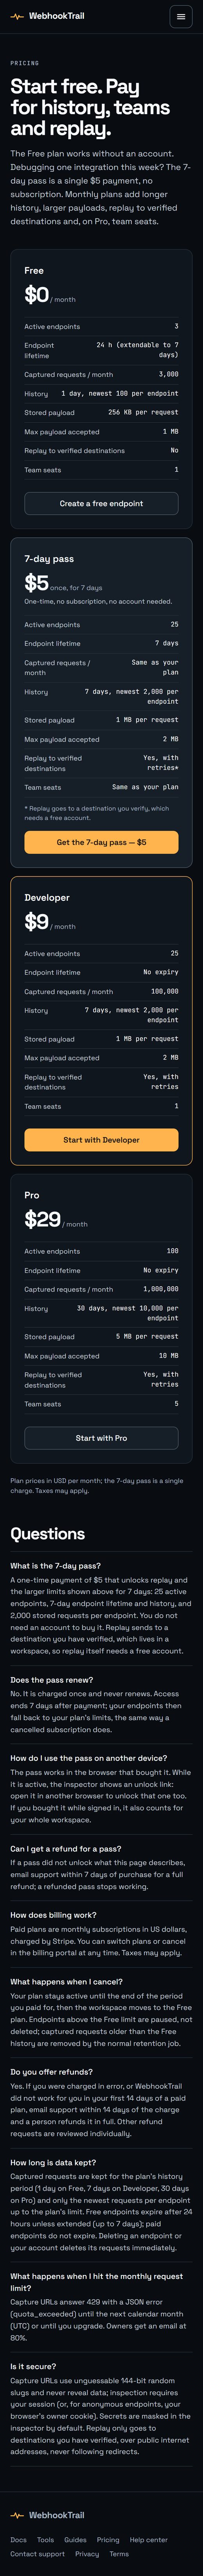 WebhookTrail
PRICING
Start free. Pay
for history, teams
and replay.
The Free plan works without an account.
Debugging one integration this week? The 7-
day pass is a single $5 payment, no
subscription. Monthly plans add longer
history, larger payloads, replay to verified
destinations and, on Pro, team seats.
Free
$0 / month
Active endpoints 3
Endpoint lifetime 24 h (extendable to 7 days)
Captured requests / month 3,000
History 1 day, newest 100 per endpoint
Stored payload 256 KB per request
Max payload accepted 1 MB
Replay to verified destinations No
Team seats 1
Create a free endpoint
7-day pass
$5 once, for 7 days
One-time, no subscription, no account needed.
Active endpoints 25
Endpoint lifetime 7 days
Captured requests / month Same as your plan
History 7 days, newest 2,000 per endpoint
Stored payload 1 MB per request
Max payload accepted 2 MB
Replay to verified destinations Yes, with retries*
Team seats Same as your plan
* Replay goes to a destination you verify, which
needs a free account.
Get the 7-day pass — $5
Developer
$9 / month
Active endpoints 25
Endpoint lifetime No expiry
Captured requests / month 100,000
History 7 days, newest 2,000 per endpoint
Stored payload 1 MB per request
Max payload accepted 2 MB
Replay to verified destinations Yes, with retries
Team seats 1
Start with Developer
Pro
$29 / month
Active endpoints 100
Endpoint lifetime No expiry
Captured requests / month 1,000,000
History 30 days, newest 10,000 per endpoint
Stored payload 5 MB per request
Max payload accepted 10 MB
Replay to verified destinations Yes, with retries
Team seats 5
Start with Pro
Plan prices in USD per month; the 7-day pass is a single
charge. Taxes may apply.
Questions
What is the 7-day pass?
A one-time payment of $5 that unlocks replay and
the larger limits shown above for 7 days: 25 active
endpoints, 7-day endpoint lifetime and history, and
2,000 stored requests per endpoint. You do not
need an account to buy it. Replay sends to a
destination you have verified, which lives in a
workspace, so replay itself needs a free account.
Does the pass renew?
No. It is charged once and never renews. Access
ends 7 days after payment; your endpoints then
fall back to your plan's limits, the same way a
cancelled subscription does.
How do I use the pass on another device?
The pass works in the browser that bought it. While
it is active, the inspector shows an unlock link:
open it in another browser to unlock that one too.
If you bought it while signed in, it also counts for
your whole workspace.
Can I get a refund for a pass?
If a pass did not unlock what this page describes,
email support within 7 days of purchase for a full
refund; a refunded pass stops working.
How does billing work?
Paid plans are monthly subscriptions in US dollars,
charged by Stripe. You can switch plans or cancel
in the billing portal at any time. Taxes may apply.
What happens when I cancel?
Your plan stays active until the end of the period
you paid for, then the workspace moves to the Free
plan. Endpoints above the Free limit are paused, not
deleted; captured requests older than the Free
history are removed by the normal retention job.
Do you offer refunds?
Yes. If you were charged in error, or WebhookTrail
did not work for you in your first 14 days of a paid
plan, email support within 14 days of the charge
and a person refunds it in full. Other refund
requests are reviewed individually.
How long is data kept?
Captured requests are kept for the plan's history
period (1 day on Free, 7 days on Developer, 30 days
on Pro) and only the newest requests per endpoint
up to the plan's limit. Free endpoints expire after 24
hours unless extended (up to 7 days); paid
endpoints do not expire. Deleting an endpoint or
your account deletes its requests immediately.
What happens when I hit the monthly request
limit?
Capture URLs answer 429 with a JSON error
(quota_exceeded) until the next calendar month
(UTC) or until you upgrade. Owners get an email at
80%.
Is it secure?
Capture URLs use unguessable 144-bit random
slugs and never reveal data; inspection requires
your session (or, for anonymous endpoints, your
browser's owner cookie). Secrets are masked in the
inspector by default. Replay only goes to
destinations you have verified, over public internet
addresses, never following redirects.
WebhookTrail
Docs Tools Guides Pricing Help center
Contact support Privacy Terms